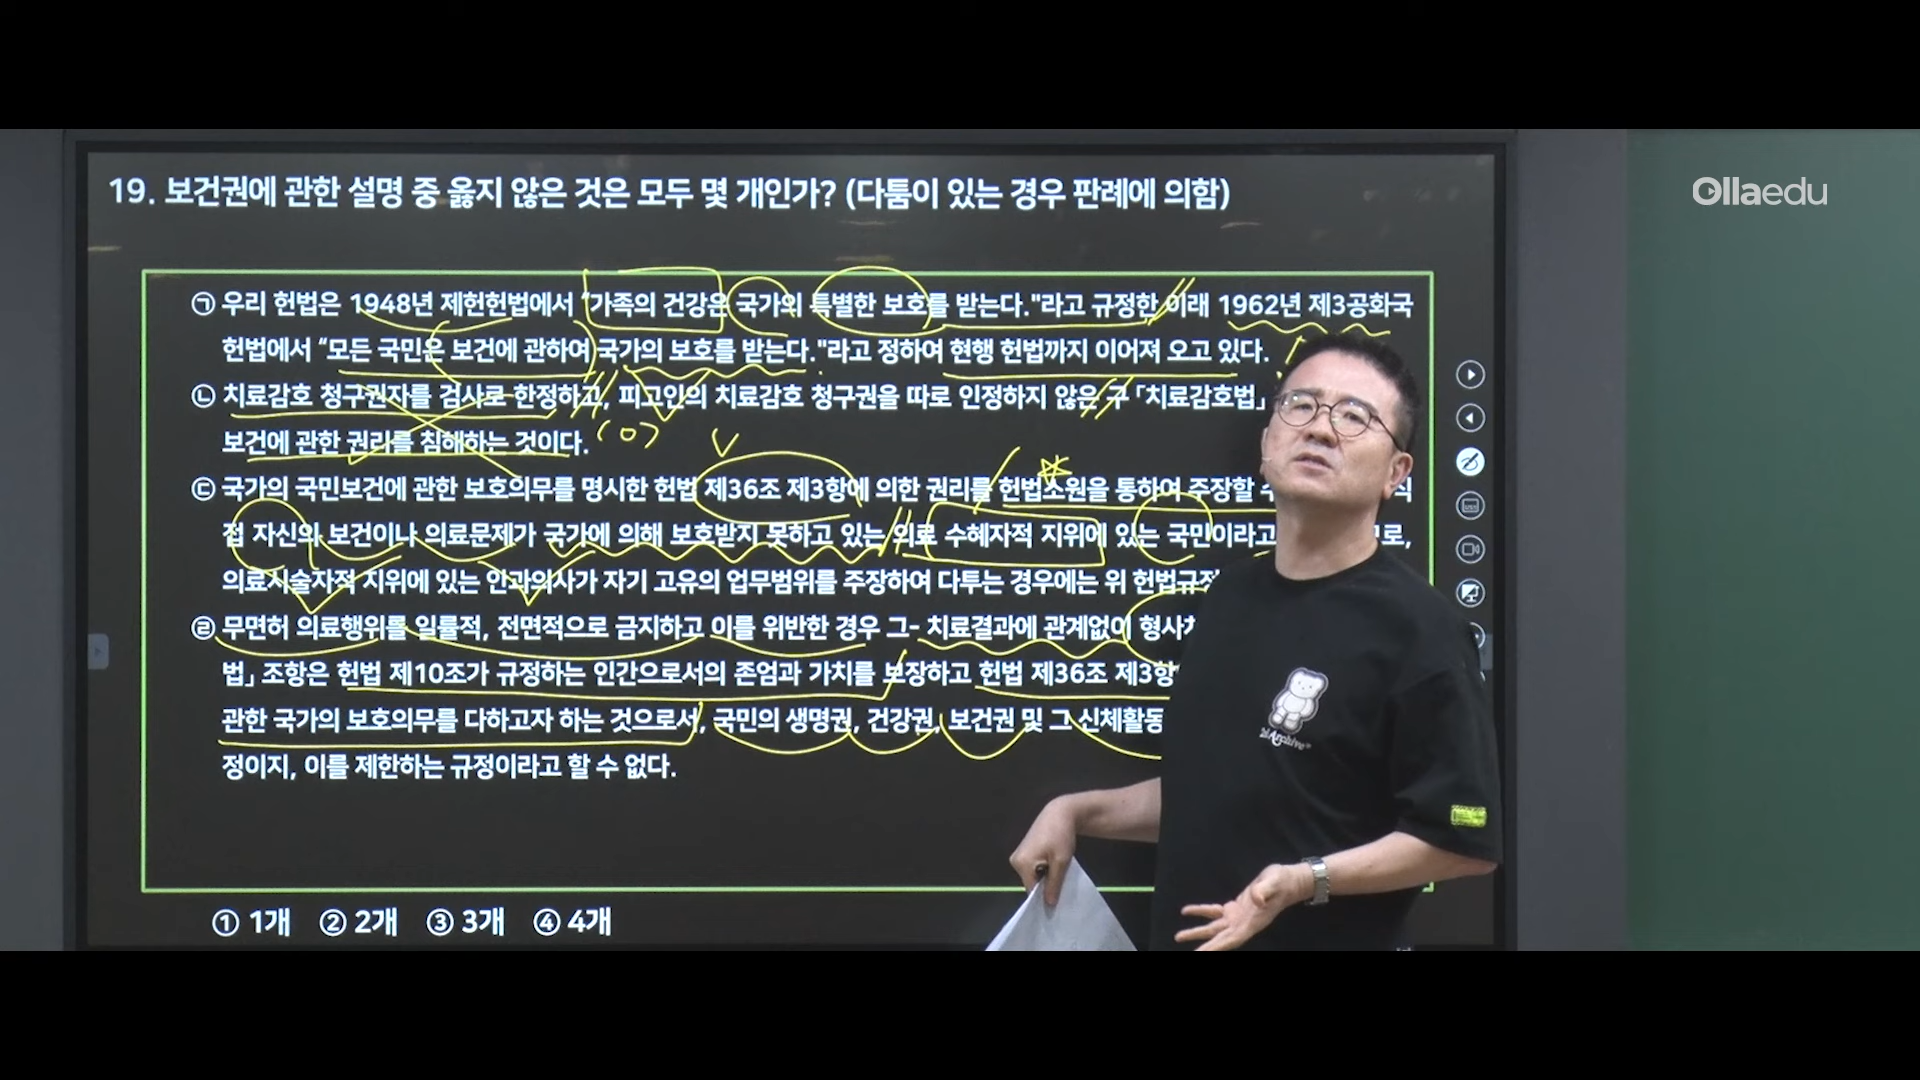 Ollaedu
19. 보건권에 관한 설명 중 옳지 않은 것은 모두 몇 개인가? (다툼이 있는 경우 판례에 의함)
㉠ 우리 헌법은 1948년 제헌헌법에서 "가족의 건강은 국가의 특별한 보호를 받는다."라고 규정한 이래 1962년 제3공화국
헌법에서 "모든 국민은 보건에 관하여 국가의 보호를 받는다."라고 정하여 현행 헌법까지 이어져 오고 있다.
㉡ 치료감호 청구권자를 검사로 한정하고, 피고인의 치료감호 청구권을 따로 인정하지 않은 구「치료감호법」
보건에 관한 권리를 침해하는 것이다. (O)
㉢ 국가의 국민보건에 관한 보호의무를 명시한 헌법 제36조 제3항에 의한 권리를 헌법소원을 통하여 주장할
접 자신의 보건이나 의료문제가 국가에 의해 보호받지 못하고 있는 의료 수혜자적 지위에 있는 국민이라고
의료시술자적 지위에 있는 안과의사가 자기 고유의 업무범위를 주장하여 다투는 경우에는 위 헌법규정
㉣ 무면허 의료행위를 일률적, 전면적으로 금지하고 이를 위반한 경우 그- 치료결과에 관계없이
법」 조항은 헌법 제10조가 규정하는 인간으로서의 존엄과 가치를 보장하고 헌법 제36조 제3항
관한 국가의 보호의무를 다하고자 하는 것으로서, 국민의 생명권, 건강권, 보건권 및 그 신체활동
정이지, 이를 제한하는 규정이라고 할 수 없다.
① 1개 ② 2개 ③ 3개 ④ 4개